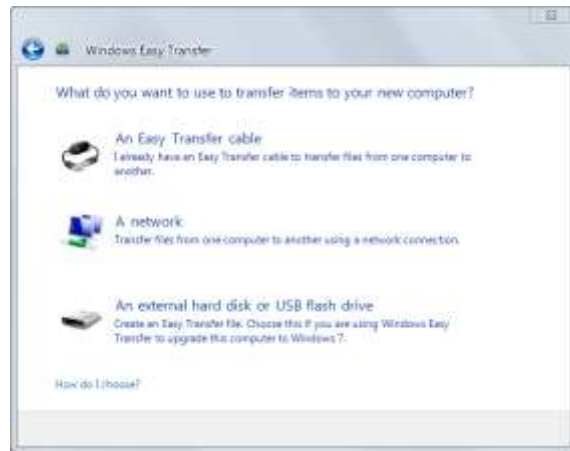 Windows Easy Transfer
What do you want to use to transfer items to your new computer?
An Easy Transfer cable
I already have an Easy Transfer cable to transfer files from one computer to
another.
A network
Transfer files from one computer to another using a network connection.
An external hard disk or USB flash drive
Create an Easy Transfer file. Choose this if you are using Windows Easy
Transfer to upgrade this computer to Windows 7.
How do I choose?